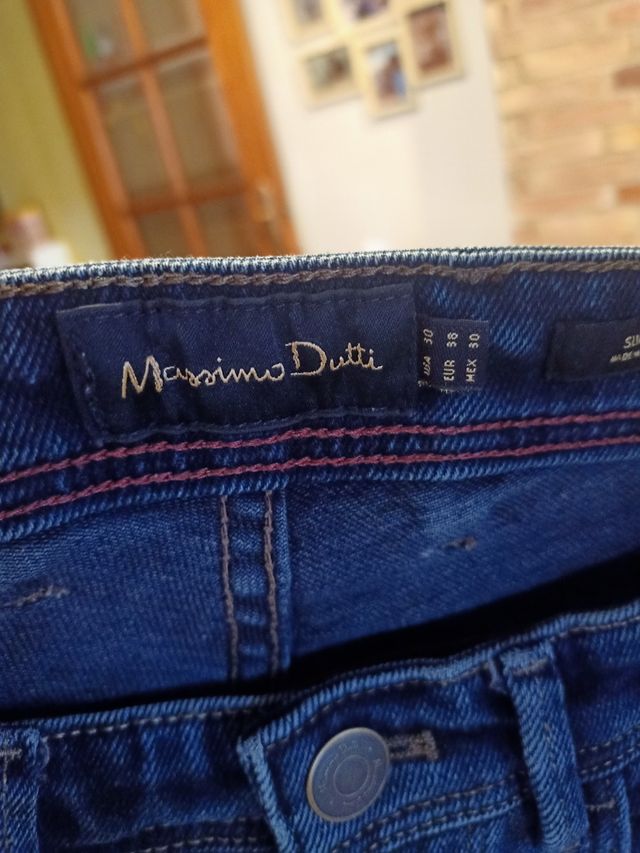 Massimo Dutti
USA 30
EUR 38
MEX 30